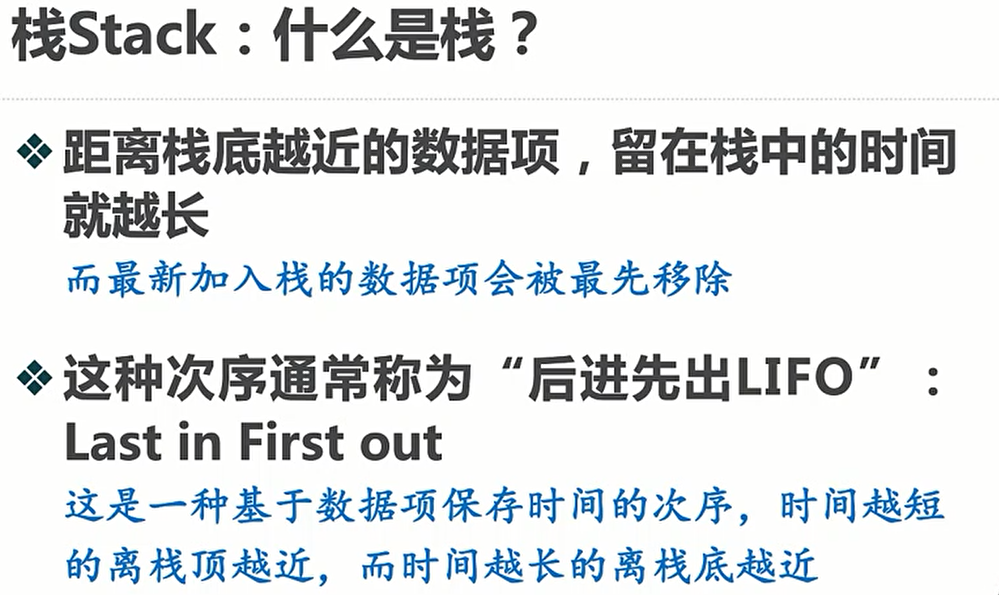 栈Stack：什么是栈？
距离栈底越近的数据项，留在栈中的时间
就越长
而最新加入栈的数据项会被最先移除
这种次序通常称为“后进先出LIFO”：
Last in First out
这是一种基于数据项保存时间的次序，时间越短
的离栈顶越近，而时间越长的离栈底越近